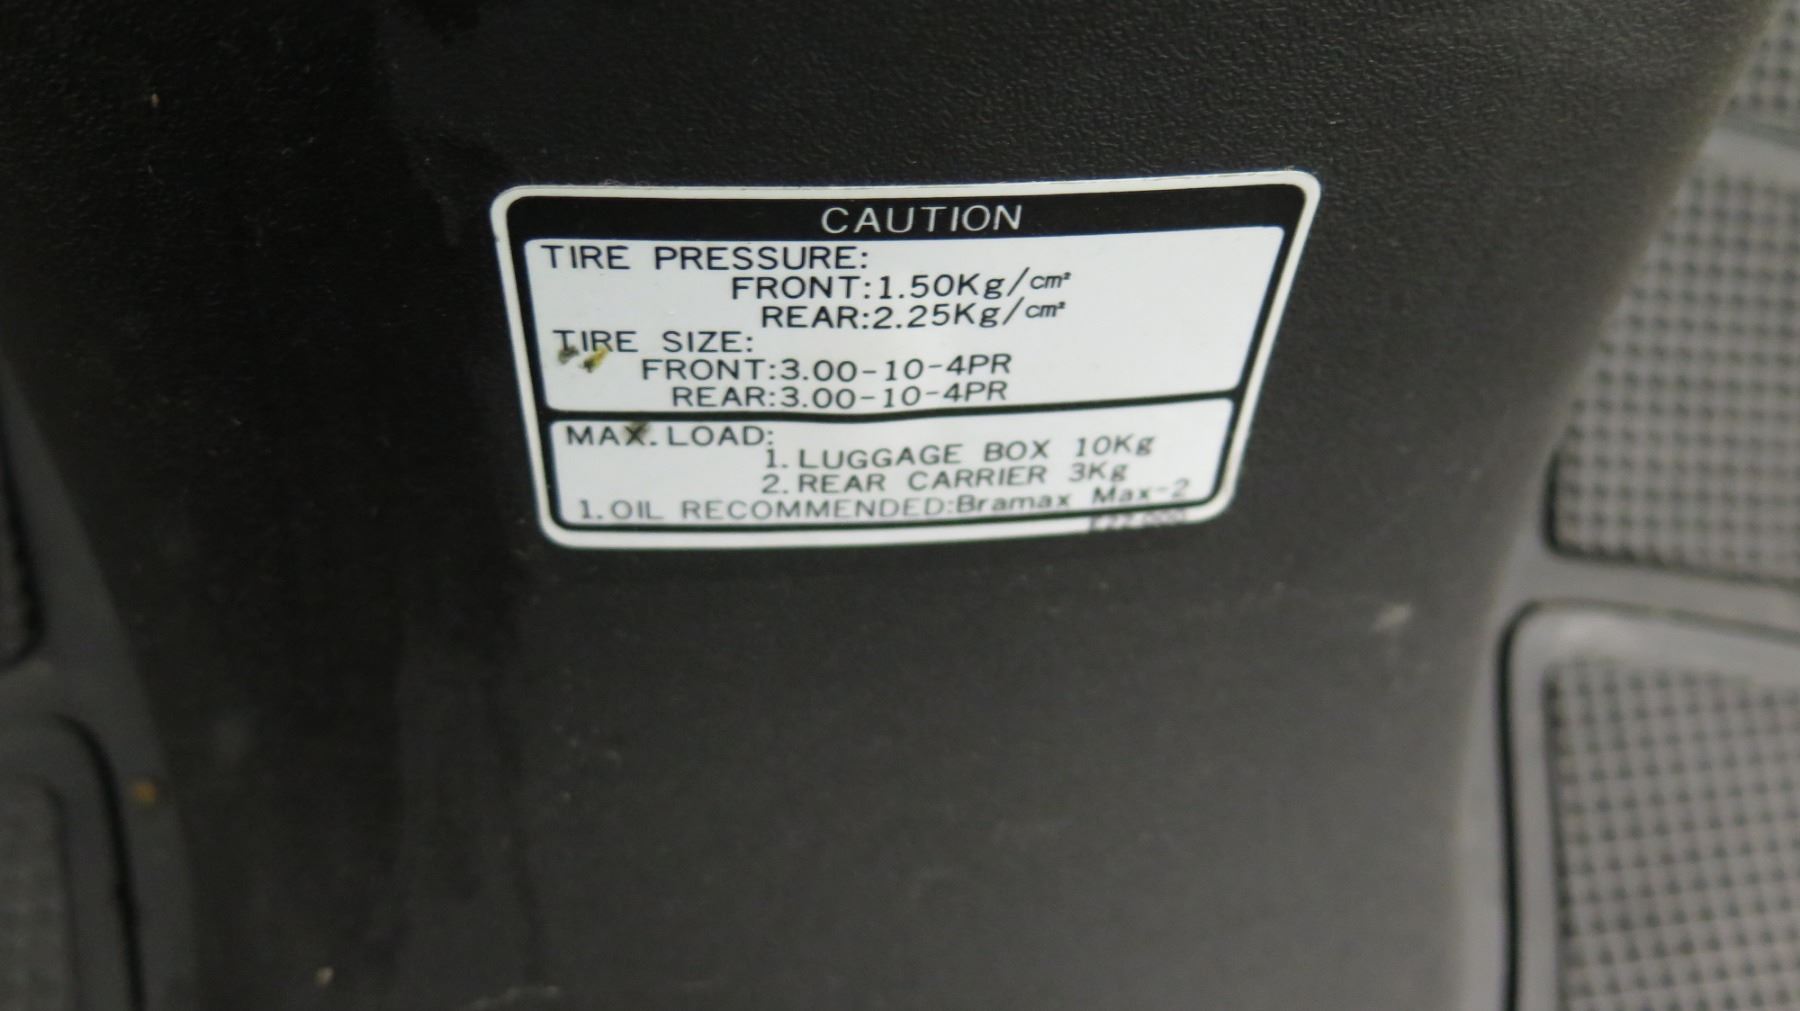 CAUTION
TIRE PRESSURE:
FRONT:1.50Kg/cm²
REAR:2.25Kg/cm²
TIRE SIZE:
FRONT:3.00-10-4PR
REAR:3.00-10-4PR
MAX.LOAD:
1. LUGGAGE BOX 10Kg
2. REAR CARRIER 3Kg
1.OIL RECOMMENDED:Bramax Max-2